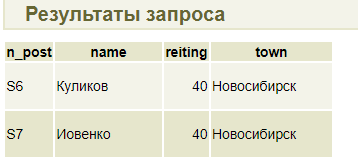 Результаты запроса
n_post name reiting town
S6 Куликов 40 Новосибирск
S7 Иовенко 40 Новосибирск